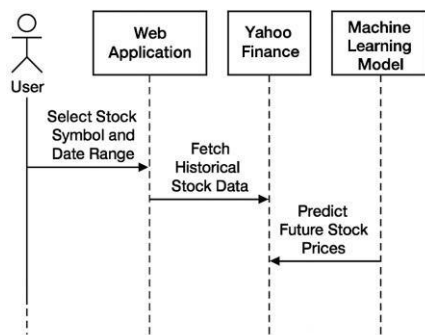 Web
Application
Yahoo
Finance
Machine
Learning
Model
User
Select Stock
Symbol and
Date Range
Fetch
Historical
Stock Data
Predict
Future Stock
Prices